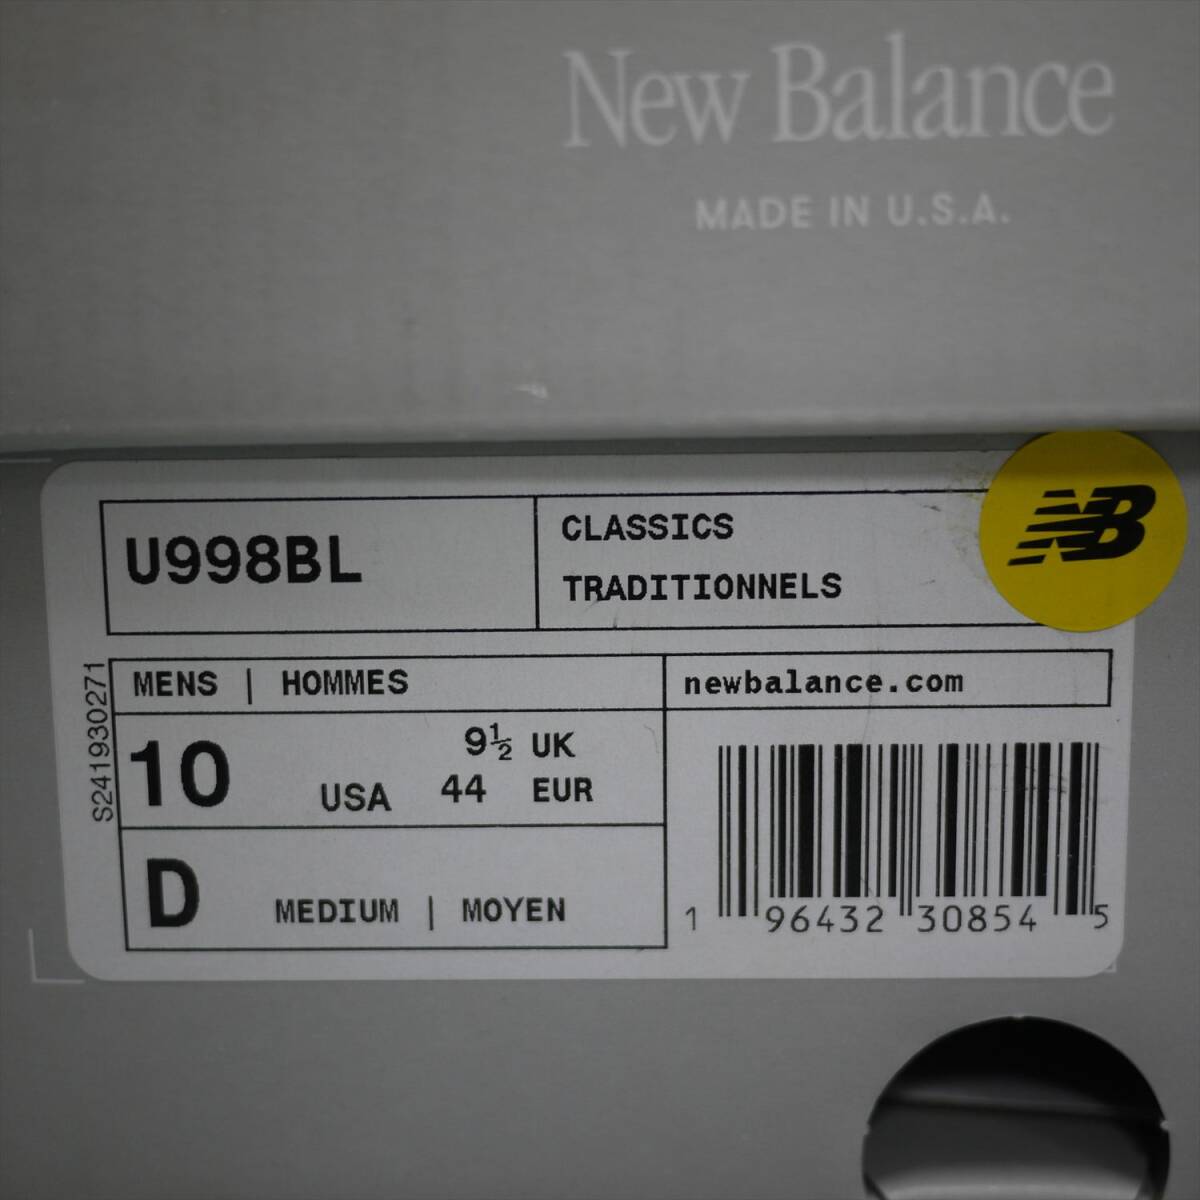 New Balance
MADE IN U.S.A.
U998BL
CLASSICS
TRADITIONNELS
NB
MENS | HOMMES
newbalance.com
S241930271
10 USA
9½ UK
44 EUR
D MEDIUM | MOYEN
1 96432 30854 5